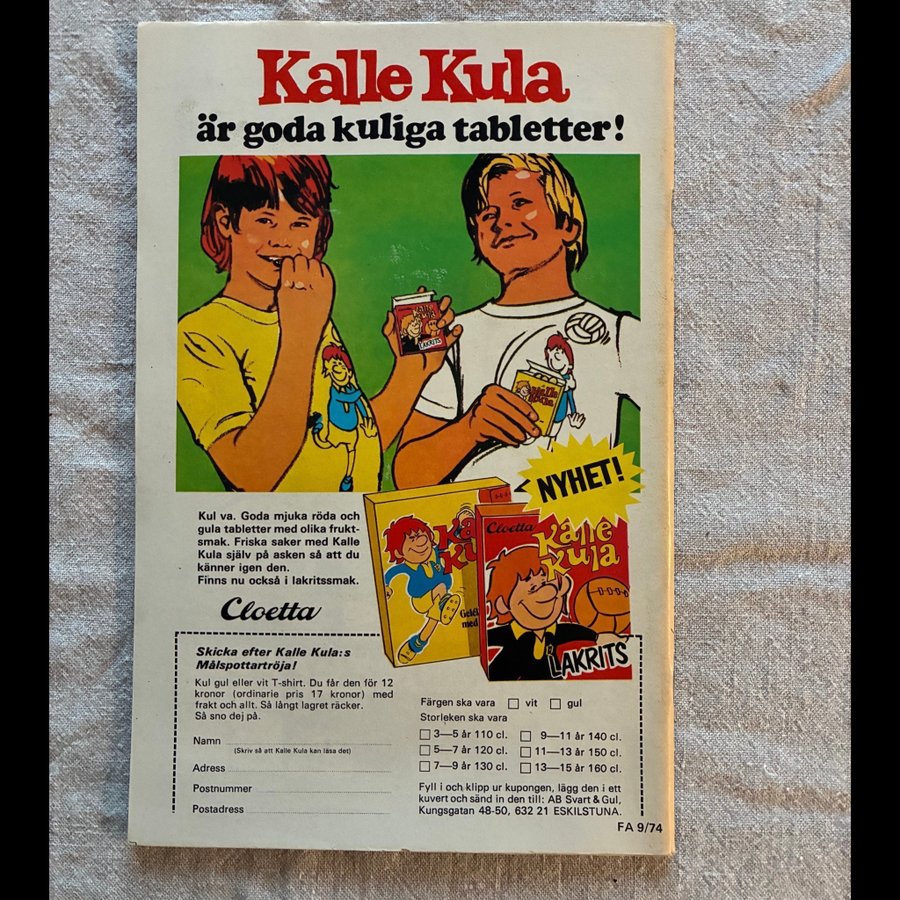 Kalle Kula
är goda kuliga tabletter!
Kalle
Kula
LAKRITS
Kalle
Kula
NYHET!
Kul va. Goda mjuka röda och
gula tabletter med olika frukt-
smak. Friska saker med Kalle
Kula själv på asken så att du
känner igen den.
Finns nu också i lakritssmak.
Cloetta
Cloetta
Kalle
Kula
LAKRITS
med
Skicka efter Kalle Kula:s
Målspottartröja!
Kul gul eller vit T-shirt. Du får den för 12
kronor (ordinarie pris 17 kronor) med
frakt och allt. Så långt lagret räcker.
Så sno dej på.
Namn
(Skriv så att Kalle Kula kan läsa det)
Adress
Postnummer
Postadress
Färgen ska vara vit gul
Storleken ska vara
3—5 år 110 cl. 9—11 år 140 cl.
5—7 år 120 cl. 11—13 år 150 cl.
7—9 år 130 cl. 13—15 år 160 cl.
Fyll i och klipp ur kupongen, lägg den i ett
kuvert och sänd in den till: AB Svart & Gul,
Kungsgatan 48-50, 632 21 ESKILSTUNA.
FA 9/74